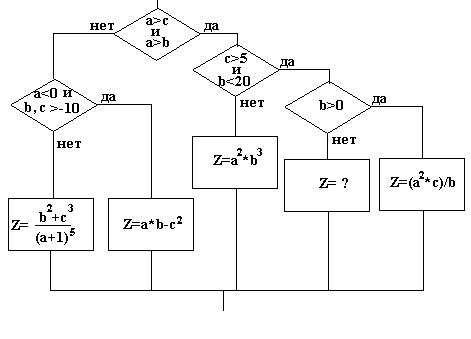 a>c
и
a>b
нет
да
c>5
и
b<20
да
нет
a<0 и
b,c >-10
да
нет
b>0
да
нет
Z=a²*b³
Z= ?
Z=(a²*c)/b
Z= b²+c³
(a+1)⁵
Z=a*b-c²